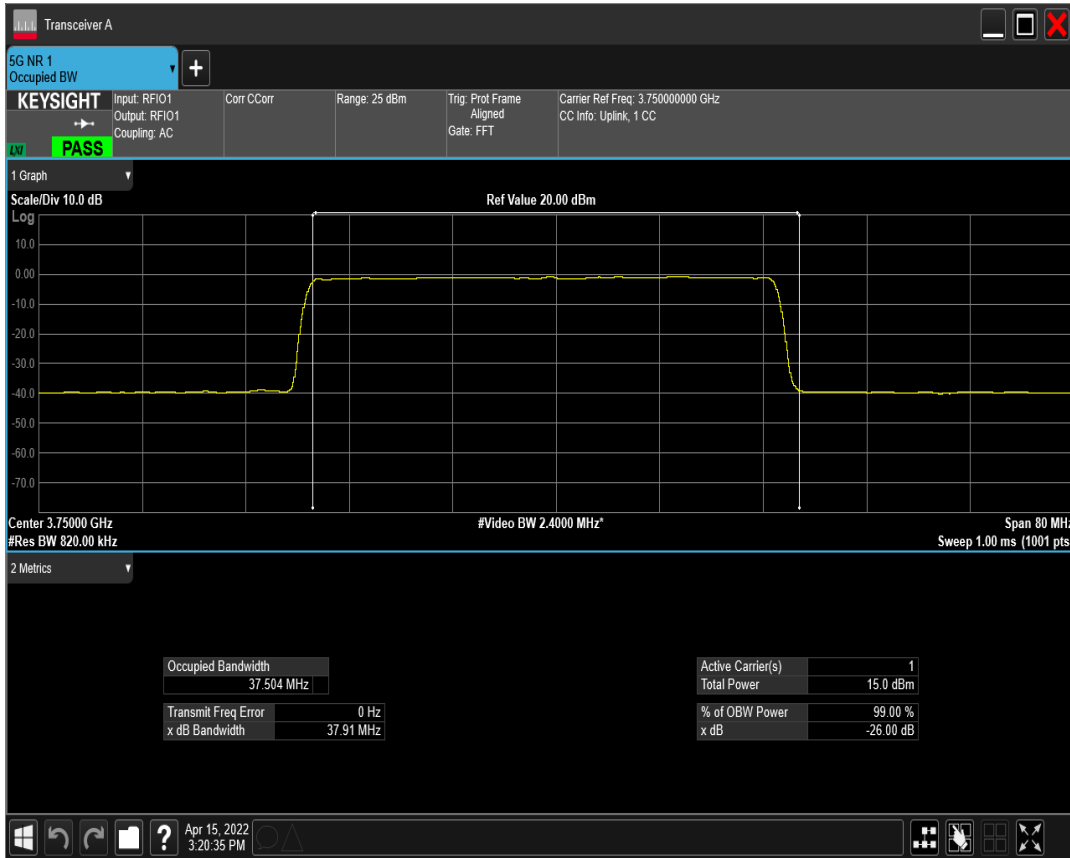 Transceiver A
5G NR 1
Occupied BW
+
KEYSIGHT
LXI
PASS
Input: RFIO1
Output: RFIO1
Coupling: AC
Corr CCorr
Range: 25 dBm
Trig: Prot Frame
Aligned
Gate: FFT
Carrier Ref Freq: 3.750000000 GHz
CC Info: Uplink, 1 CC
1 Graph
Scale/Div 10.0 dB
Ref Value 20.00 dBm
Log
10.0
0.00
-10.0
-20.0
-30.0
-40.0
-50.0
-60.0
-70.0
Center 3.75000 GHz
#Video BW 2.4000 MHz*
Span 80 MHz
#Res BW 820.00 kHz
Sweep 1.00 ms (1001 pts
2 Metrics
Occupied Bandwidth
37.504 MHz
Transmit Freq Error 0 Hz
x dB Bandwidth 37.91 MHz
Active Carrier(s) 1
Total Power 15.0 dBm
% of OBW Power 99.00 %
x dB -26.00 dB
?
Apr 15, 2022
3:20:35 PM